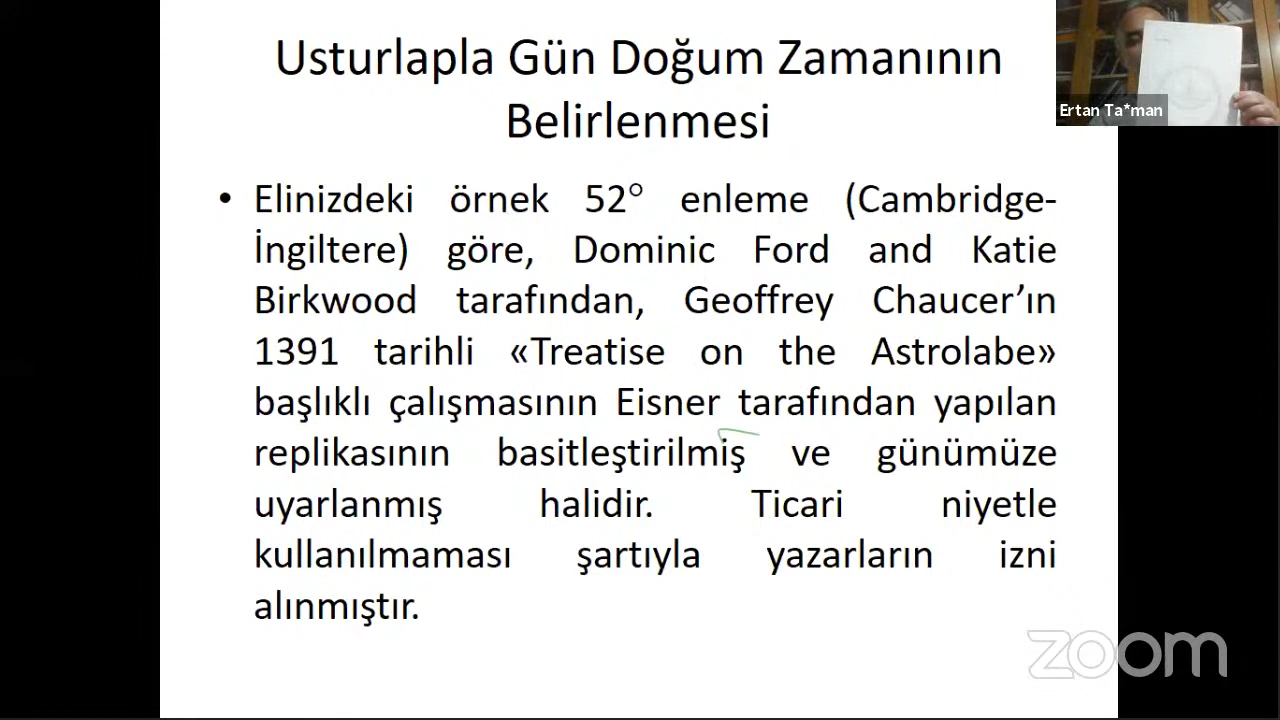 Usturlapla Gün Doğum Zamanının
Belirlenmesi
Ertan Ta*man
• Elinizdeki örnek 52° enleme (Cambridge-
İngiltere) göre, Dominic Ford and Katie
Birkwood tarafından, Geoffrey Chaucer’ın
1391 tarihli «Treatise on the Astrolabe»
başlıklı çalışmasının Eisner tarafından yapılan
replikasının basitleştirilmiş ve günümüze
uyarlanmış halidir. Ticari niyetle
kullanılmaması şartıyla yazarların izni
alınmıştır.
zoom